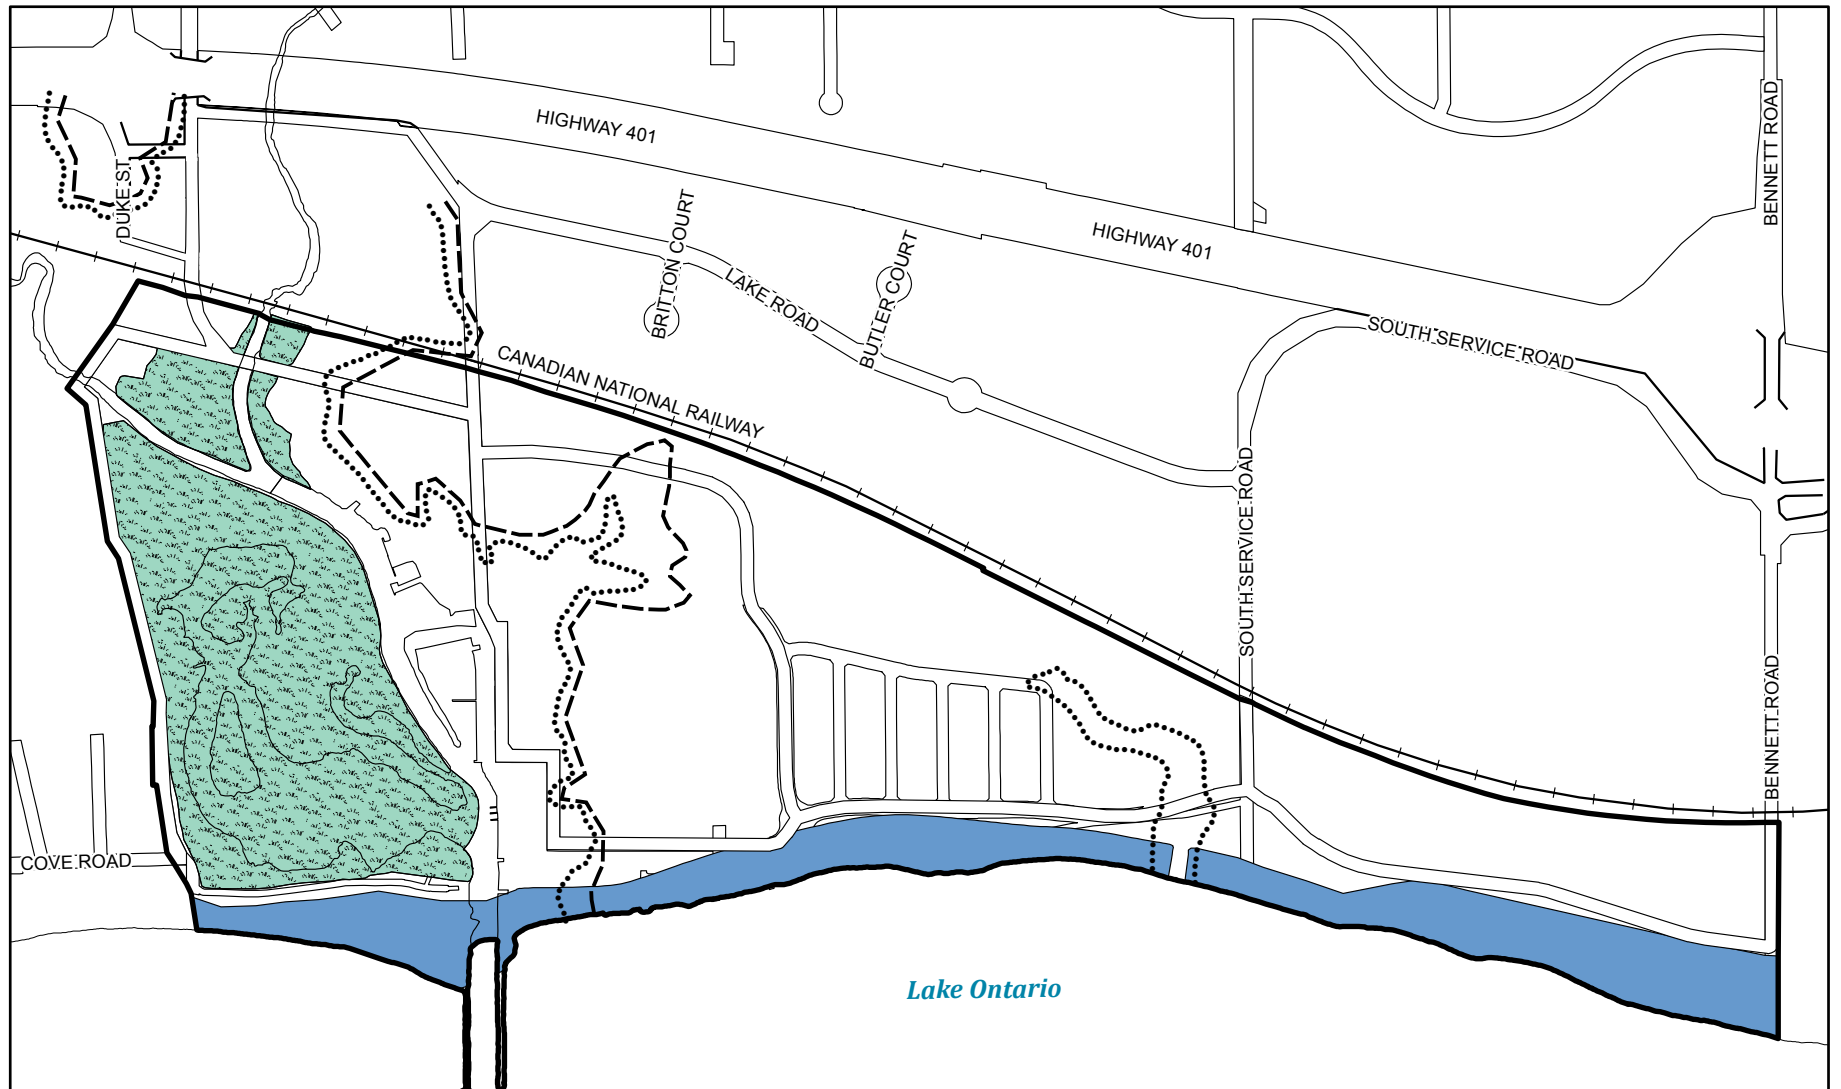 HIGHWAY 401
BENNETT ROAD
DUKE ST
HIGHWAY 401
BRITTON COURT
LAKE ROAD
BUTLER COURT
SOUTH SERVICE ROAD
CANADIAN NATIONAL RAILWAY
SOUTH SERVICE ROAD
BENNETT ROAD
COVE ROAD
Lake Ontario